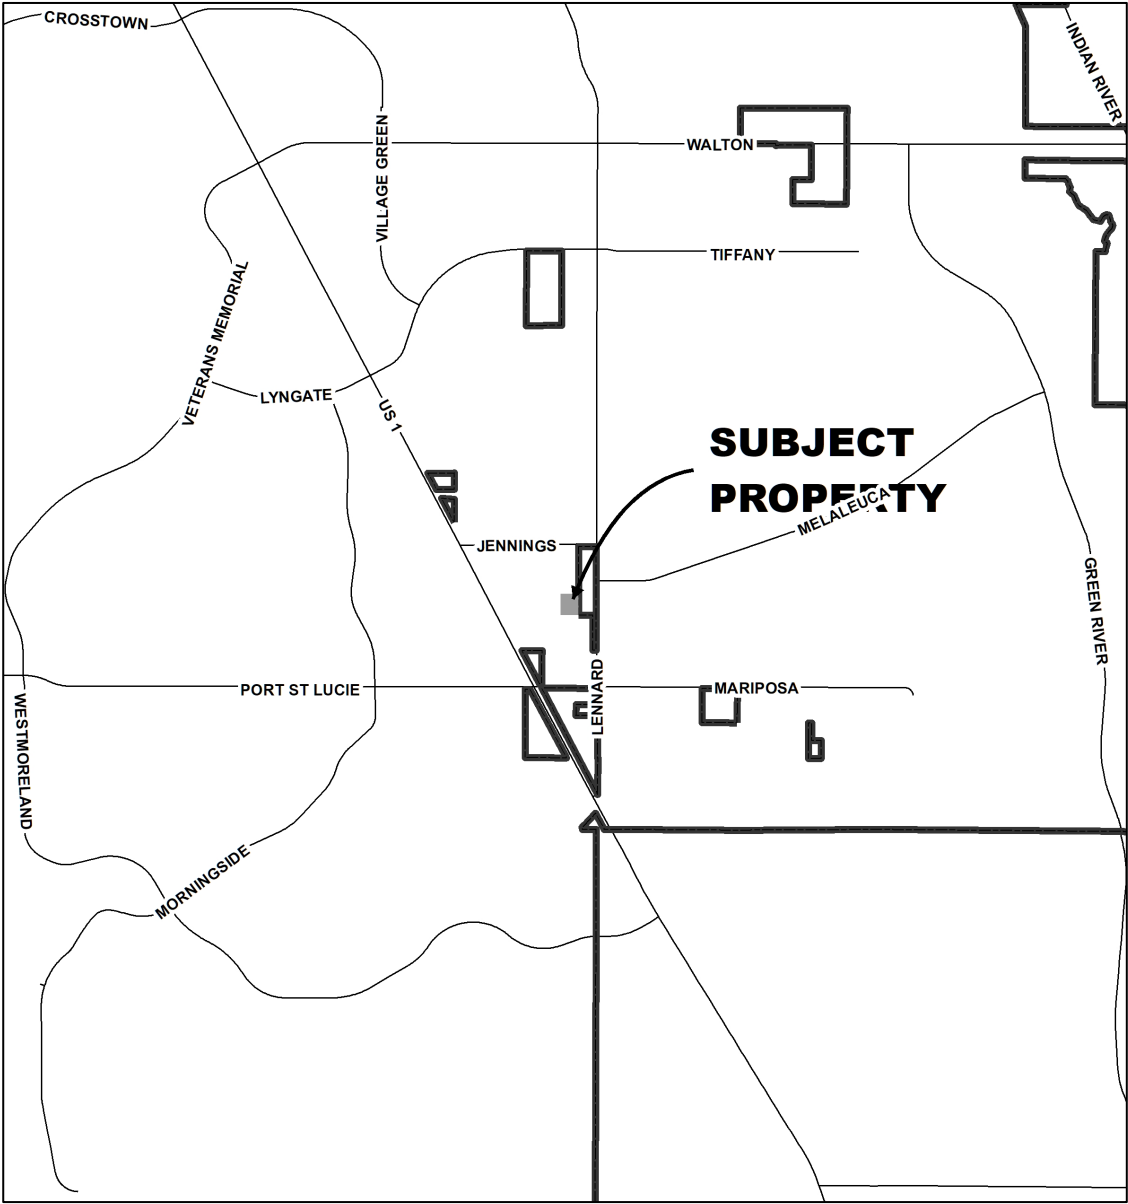 CROSSTOWN
INDIAN RIVER
VILLAGE GREEN
WALTON
TIFFANY
VETERANS MEMORIAL
LYNGATE
US 1
SUBJECT
PROPERTY
MELALEUCA
JENNINGS
GREEN RIVER
LENNARD
PORT ST LUCIE
MARIPOSA
WESTMORELAND
MORNINGSIDE